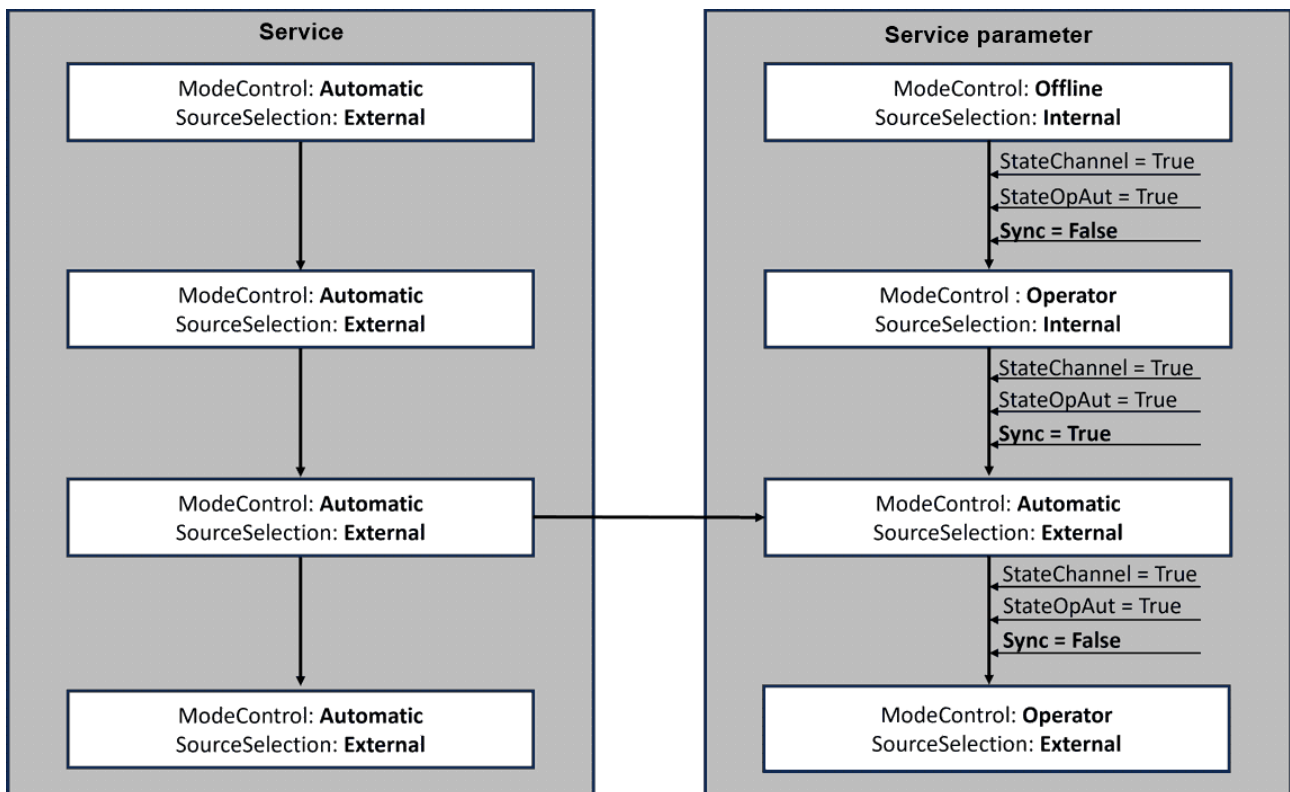 Service
ModeControl: Automatic
SourceSelection: External
ModeControl: Automatic
SourceSelection: External
ModeControl: Automatic
SourceSelection: External
ModeControl: Automatic
SourceSelection: External
Service parameter
ModeControl: Offline
SourceSelection: Internal
StateChannel = True
StateOpAut = True
Sync = False
ModeControl : Operator
SourceSelection: Internal
StateChannel = True
StateOpAut = True
Sync = True
ModeControl: Automatic
SourceSelection: External
StateChannel = True
StateOpAut = True
Sync = False
ModeControl: Operator
SourceSelection: External